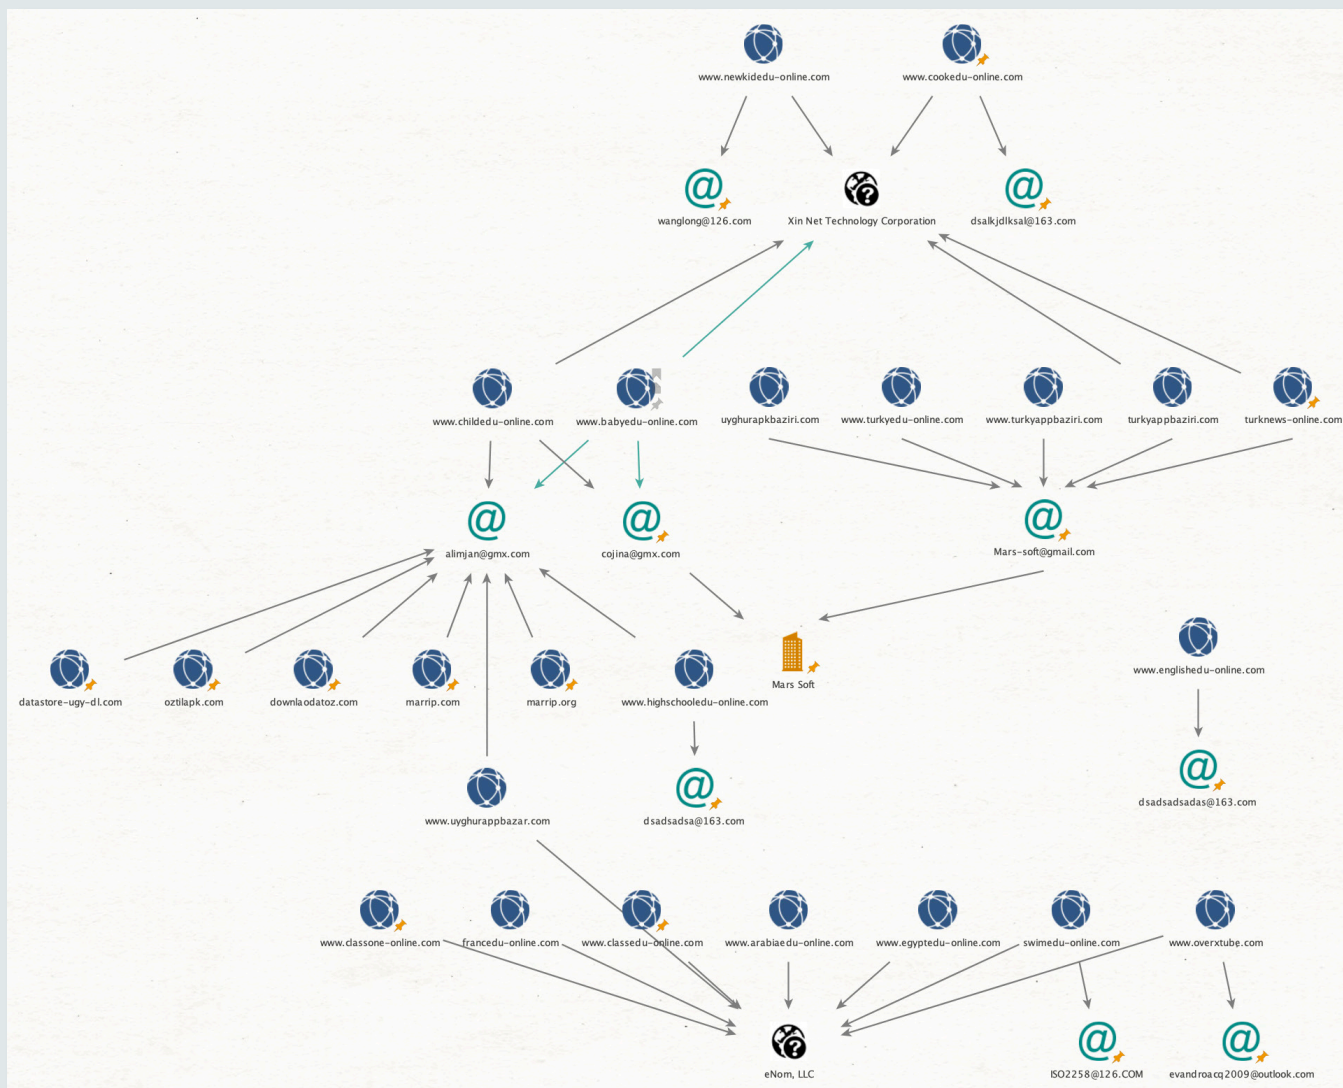 www.newkidedu-online.com
www.cookedu-online.com
wanglong@126.com
Xin Net Technology Corporation
dsalkjdlksal@163.com
www.childedu-online.com
www.babyedu-online.com
uyghurapkbaziri.com
www.turkyedu-online.com
www.turkyappbaziri.com
turkyappbaziri.com
turknews-online.com
alimjan@gmx.com
cojina@gmx.com
Mars-soft@gmail.com
www.englishedu-online.com
Mars Soft
datastore-ugy-dl.com
oztilapk.com
downlaodatoz.com
marrip.com
marrip.org
www.highschooledu-online.com
dsadsadsadas@163.com
www.uyghurappbazar.com
dsadsadsa@163.com
www.classone-online.com
francedu-online.com
www.classedu-online.com
www.arabiaedu-online.com
www.egyptedu-online.com
swimedu-online.com
www.overxtube.com
eNom, LLC
ISO2258@126.COM
evandroacq2009@outlook.com